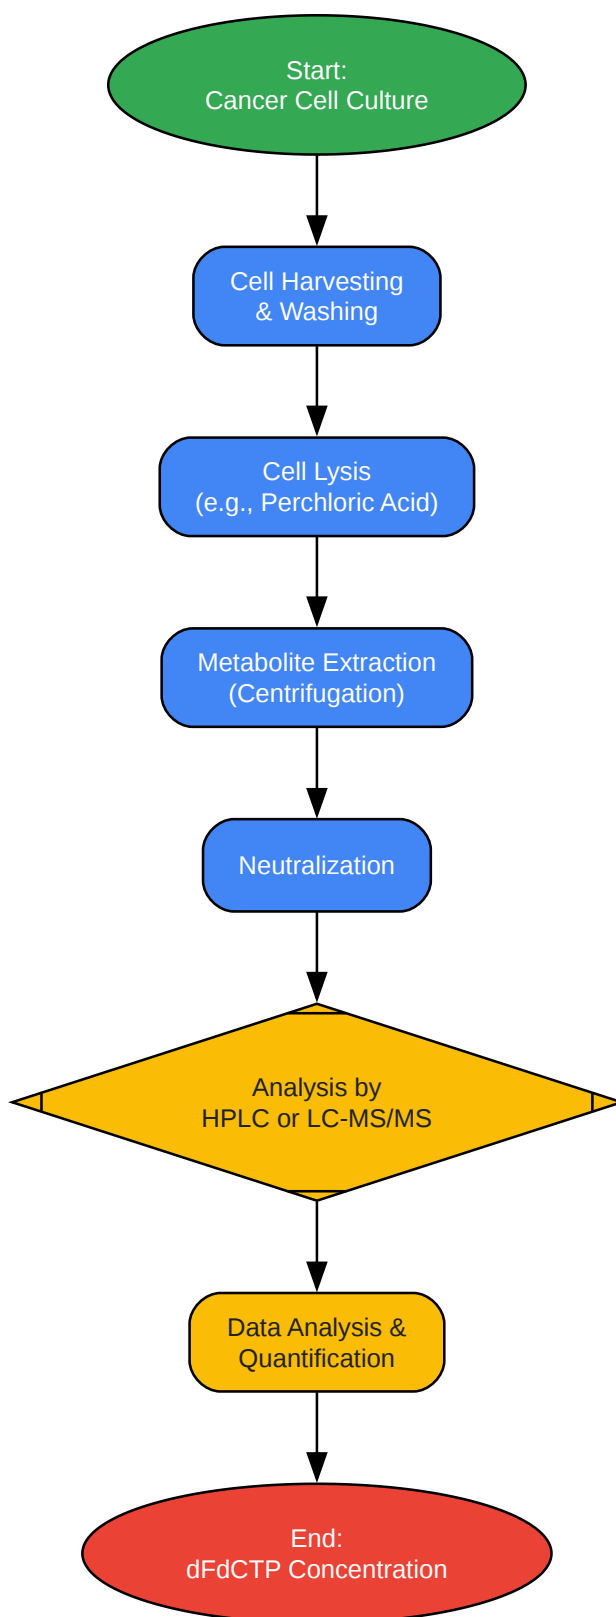 Start:
Cancer Cell Culture
Cell Harvesting
& Washing
Cell Lysis
(e.g., Perchloric Acid)
Metabolite Extraction
(Centrifugation)
Neutralization
Analysis by
HPLC or LC-MS/MS
Data Analysis &
Quantification
End:
dFdCTP Concentration